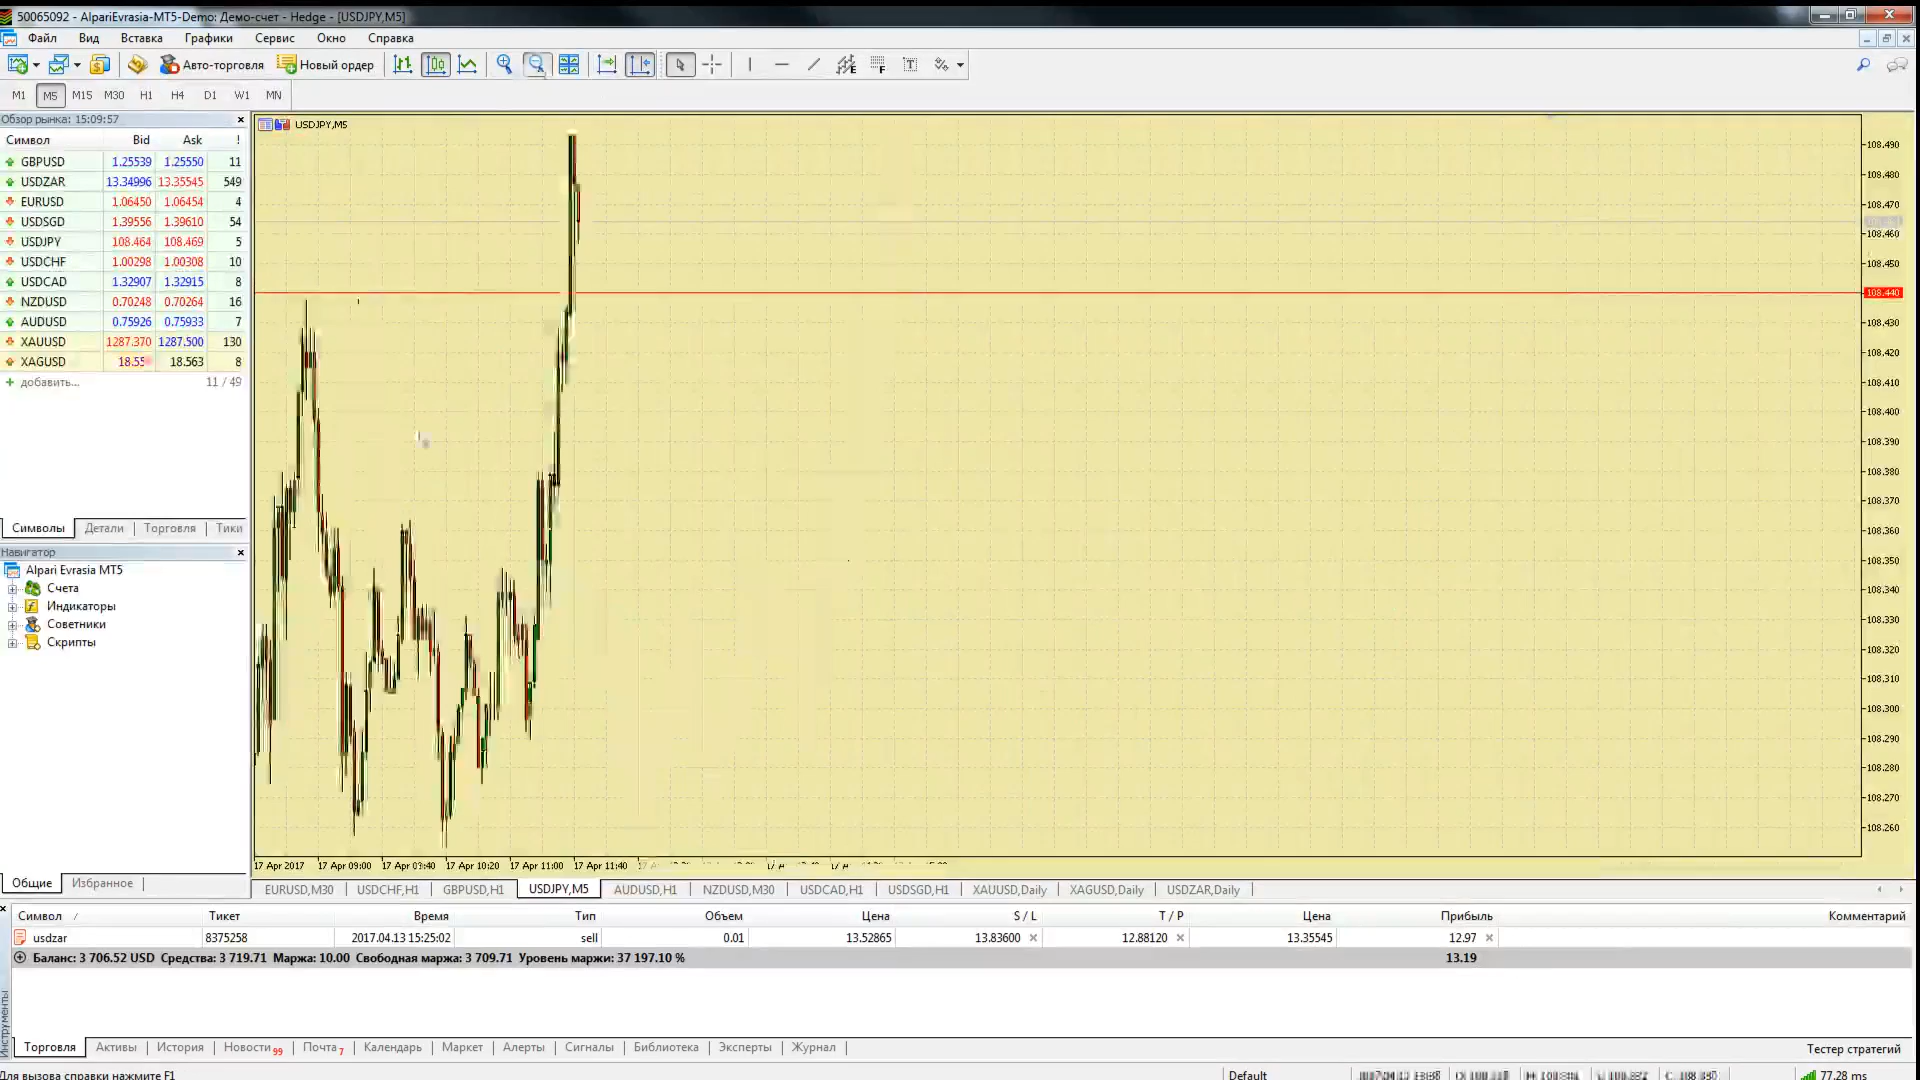 50065092 - AlpariEvrasia-MT5-Demo: Демо-счет - Hedge - [USDJPY,M5]
Файл Вид Вставка Графики Сервис Окно Справка
Авто-торговля Новый ордер
M1 M5 M15 M30 H1 H4 D1 W1 MN
Обзор рынка: 15:09:57
Символ Bid Ask !
GBPUSD 1.25539 1.25550 11
USDZAR 13.34996 13.35545 549
EURUSD 1.06450 1.06454 4
USDSGD 1.39556 1.39610 54
USDJPY 108.464 108.469 5
USDCHF 1.00298 1.00308 10
USDCAD 1.32907 1.32915 8
NZDUSD 0.70248 0.70264 16
AUDUSD 0.75926 0.75933 7
XAUUSD 1287.370 1287.500 130
XAGUSD 18.563 8
+ добавить... 11 / 49
Символы Детали Торговля Тики
Навигатор
Alpari Evrasia MT5
Счета
Индикаторы
Советники
Скрипты
Общие Избранное
USDJPY,M5
108.490
108.480
108.470
108.460
108.450
108.440
108.430
108.420
108.410
108.400
108.390
108.380
108.370
108.360
108.350
108.340
108.330
108.320
108.310
108.300
108.290
108.280
108.270
108.260
17 Apr 2017 17 Apr 09:00 17 Apr 09:40 17 Apr 10:20 17 Apr 11:00 17 Apr 11:40
EURUSD,M30 USDCHF,H1 GBPUSD,H1 USDJPY,M5 AUDUSD,H1 NZDUSD,M30 USDCAD,H1 USDSGD,H1 XAUUSD,Daily XAGUSD,Daily USDZAR,Daily
Символ / Тикет Время Тип Объем Цена S / L T / P Цена Прибыль Комментарий
usdzar 8375258 2017.04.13 15:25:02 sell 0.01 13.52865 13.83600 12.88120 13.35545 12.97
Баланс: 3 706.52 USD Средства: 3 719.71 Маржа: 10.00 Свободная маржа: 3 709.71 Уровень маржи: 37 197.10 % 13.19
Инструменты
Торговля Активы История Новости 99 Почта 7 Календарь Маркет Алерты Сигналы Библиотека Эксперты Журнал Тестер стратегий
Для вызова справки нажмите F1 Default 77.28 ms